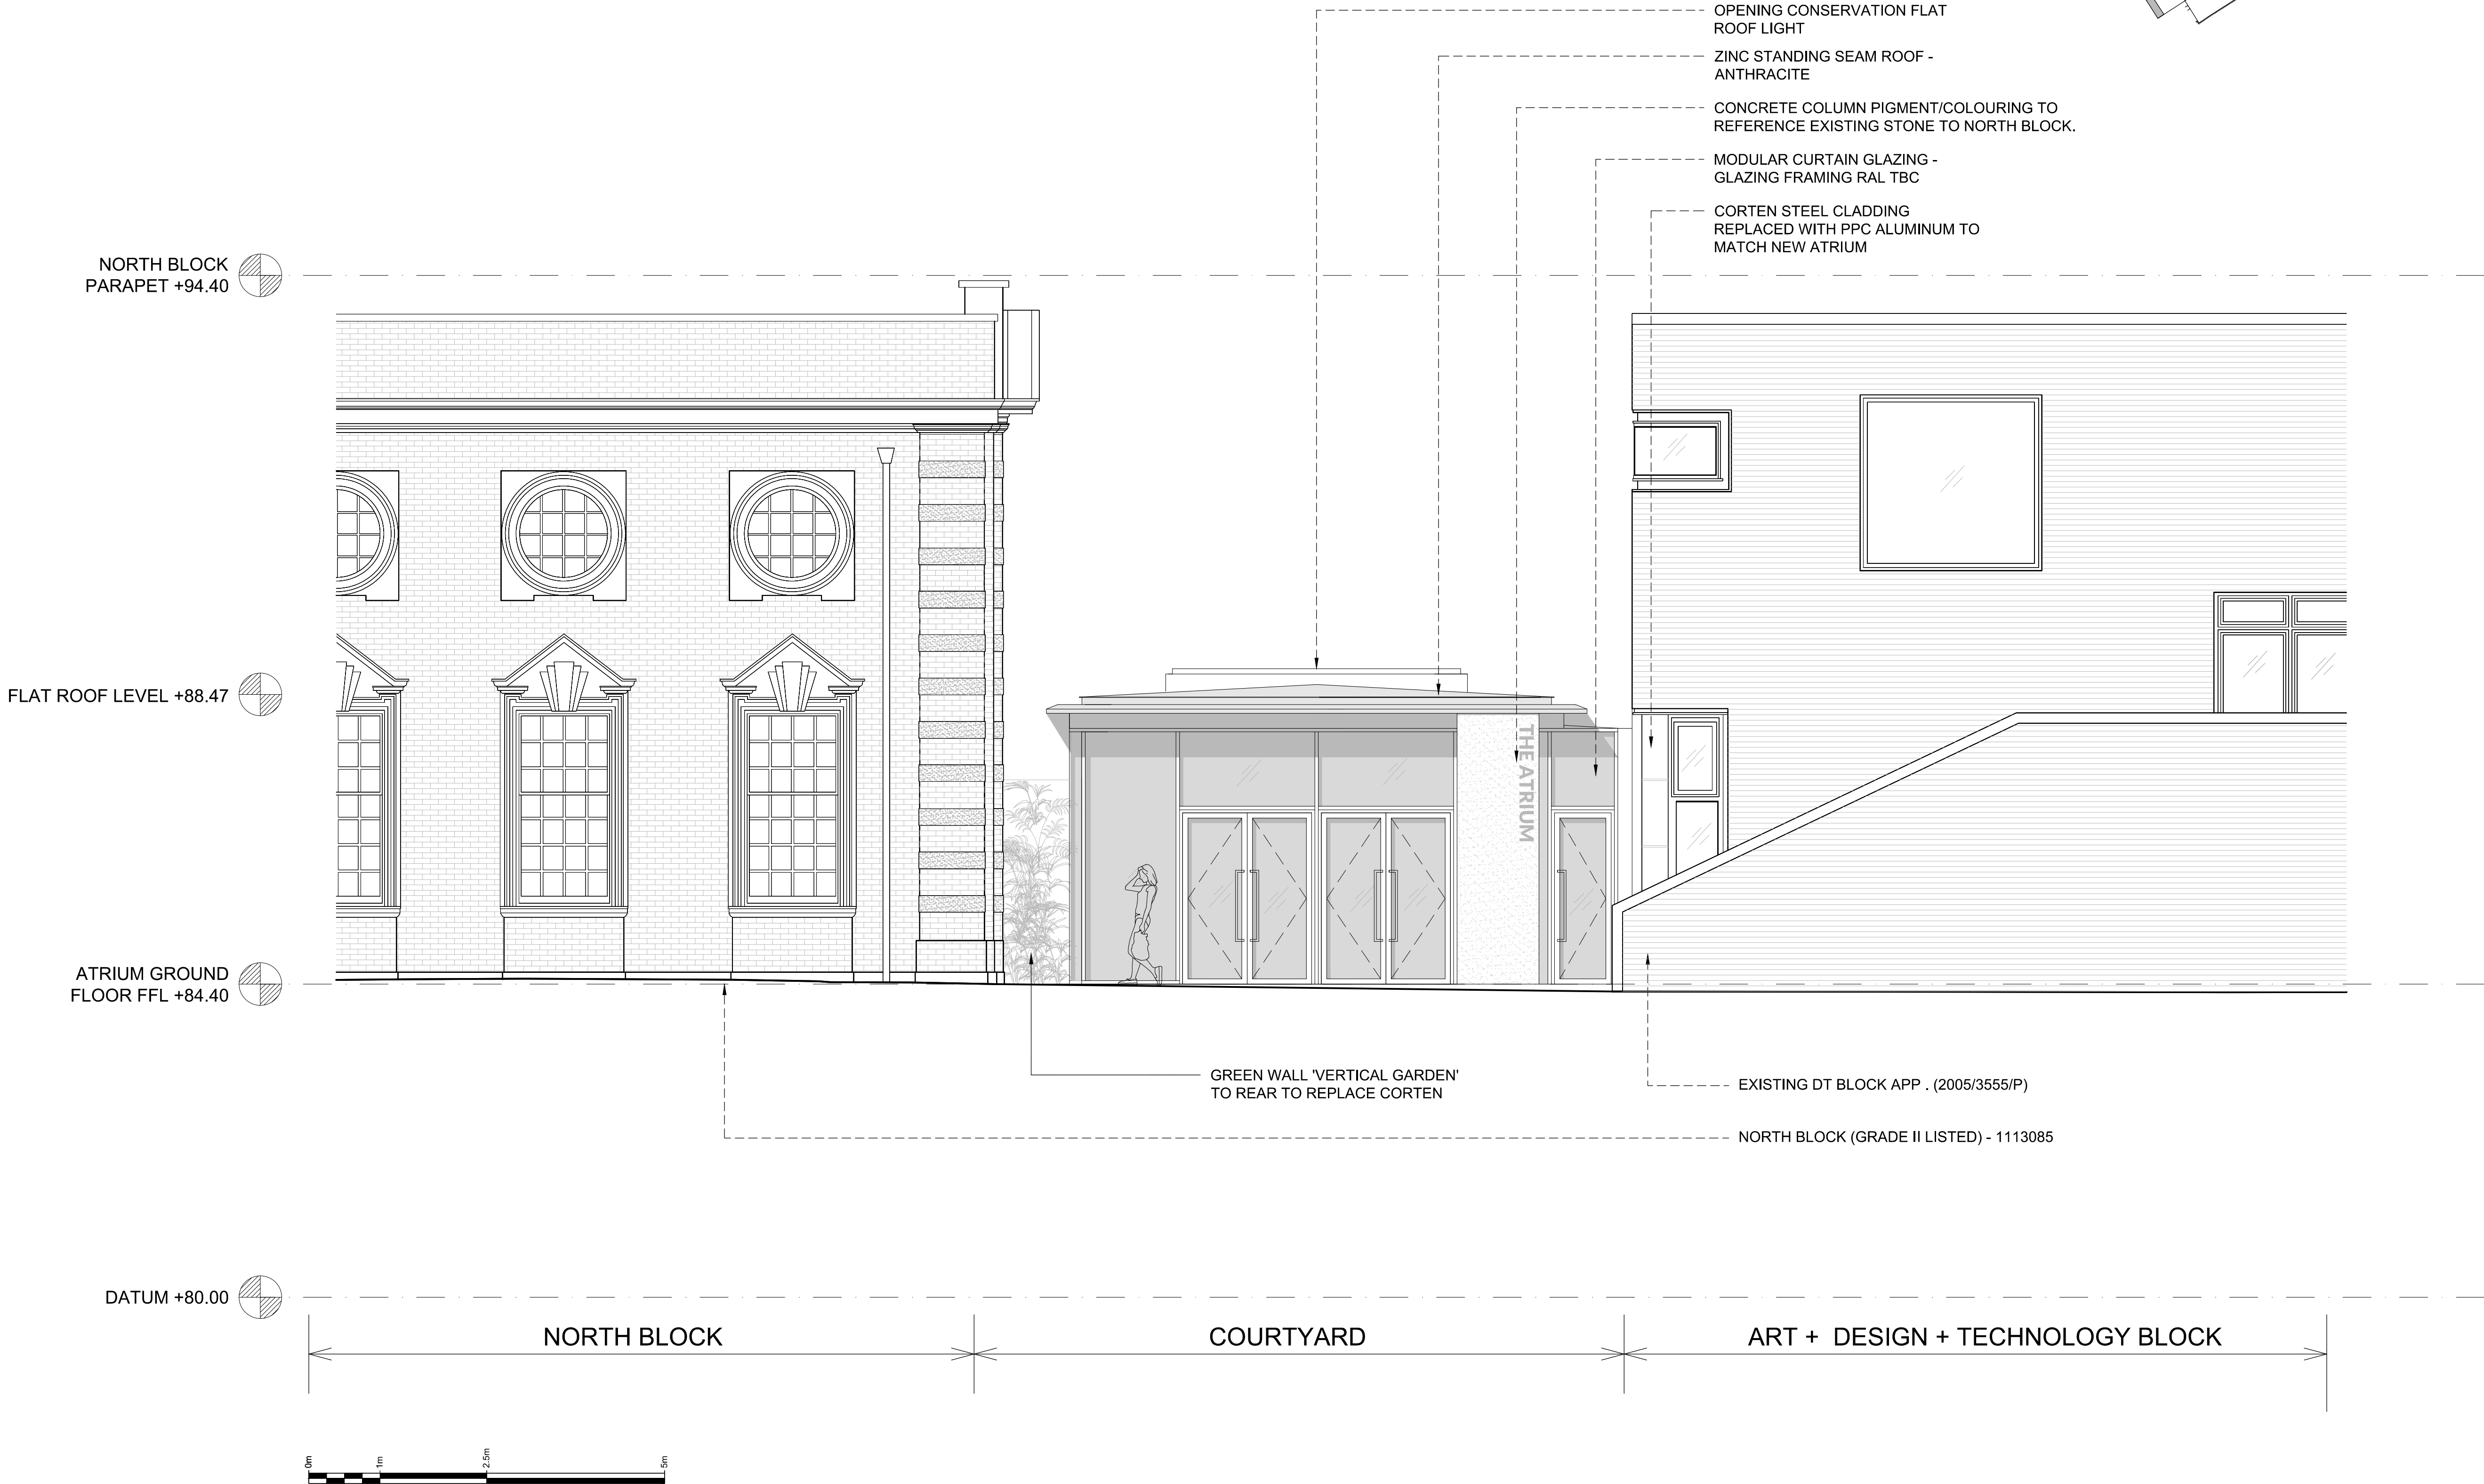 OPENING CONSERVATION FLAT
ROOF LIGHT
ZINC STANDING SEAM ROOF -
ANTHRACITE
CONCRETE COLUMN PIGMENT/COLOURING TO
REFERENCE EXISTING STONE TO NORTH BLOCK.
MODULAR CURTAIN GLAZING -
GLAZING FRAMING RAL TBC
CORTEN STEEL CLADDING
REPLACED WITH PPC ALUMINUM TO
MATCH NEW ATRIUM
NORTH BLOCK
PARAPET +94.40
FLAT ROOF LEVEL +88.47
THE ATRIUM
ATRIUM GROUND
FLOOR FFL +84.40
GREEN WALL 'VERTICAL GARDEN'
TO REAR TO REPLACE CORTEN
EXISTING DT BLOCK APP . (2005/3555/P)
NORTH BLOCK (GRADE II LISTED) - 1113085
DATUM +80.00
NORTH BLOCK
COURTYARD
ART + DESIGN + TECHNOLOGY BLOCK
0m
1m
2.5m
5m